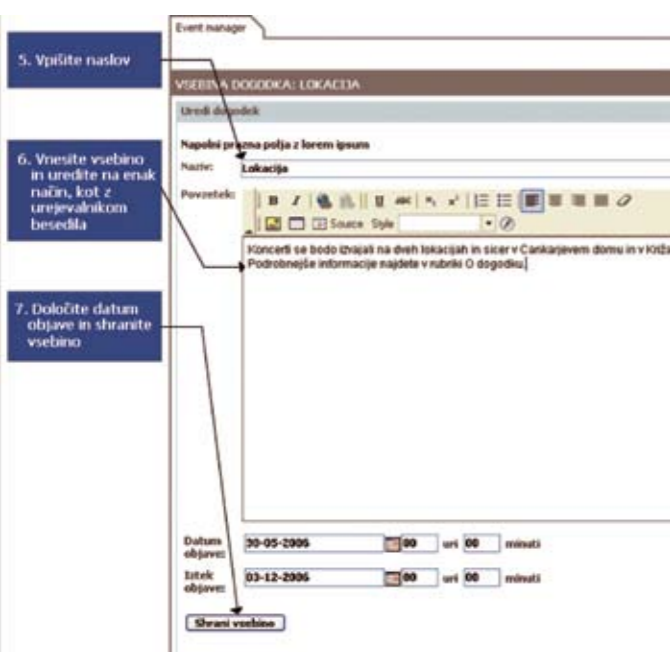 Event manager
5. Vpišite naslov
VSEBINA DOGODKA: LOKACIJA
Uredi dogodek
Napolni prazna polja z lorem ipsum
6. Vnesite vsebino
in uredite na enak
način, kot z
urejevalnikom
besedila
Naziv: Lokacija
Povzetek:
B I U ABC
Source Style
Koncerti se bodo izvajali na dveh lokacijah in sicer v Cankarjevem domu in v Križa
Podrobnejše informacije najdete v rubriki O dogodku.
7. Določite datum
objave in shranite
vsebino
Datum
objave: 30-05-2006 00 uri 00 minuti
Iztek
objave: 03-12-2006 00 uri 00 minuti
Shrani vsebino